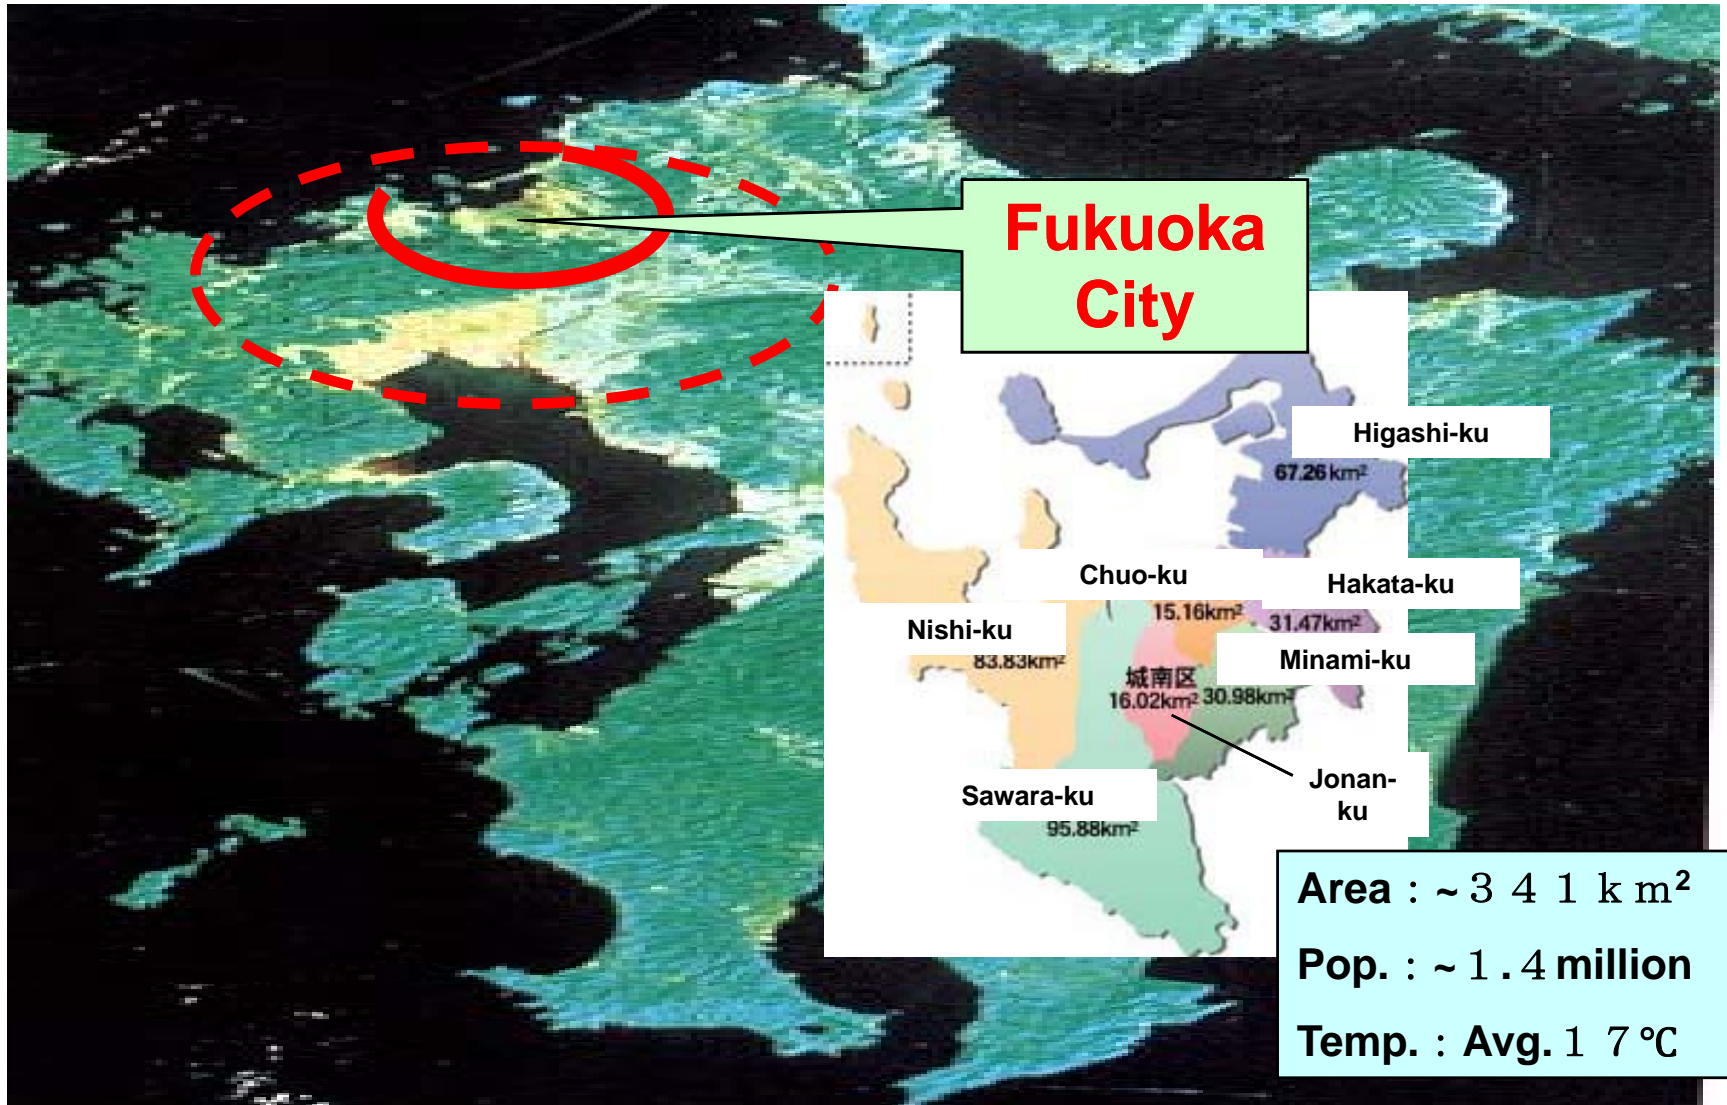 Fukuoka
City
Higashi-ku
67.26km²
Chuo-ku
15.16km²
Hakata-ku
31.47km²
Nishi-ku
83.83km²
Minami-ku
城南区
16.02km²
30.98km²
Jonan-
ku
Sawara-ku
95.88km²
Area：~３４１ｋｍ²
Pop.：~１.４million
Temp.：Avg.１７℃